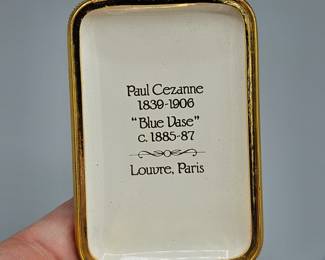 Paul Cezanne
1839-1906
"Blue Vase"
c. 1885-87
Louvre, Paris